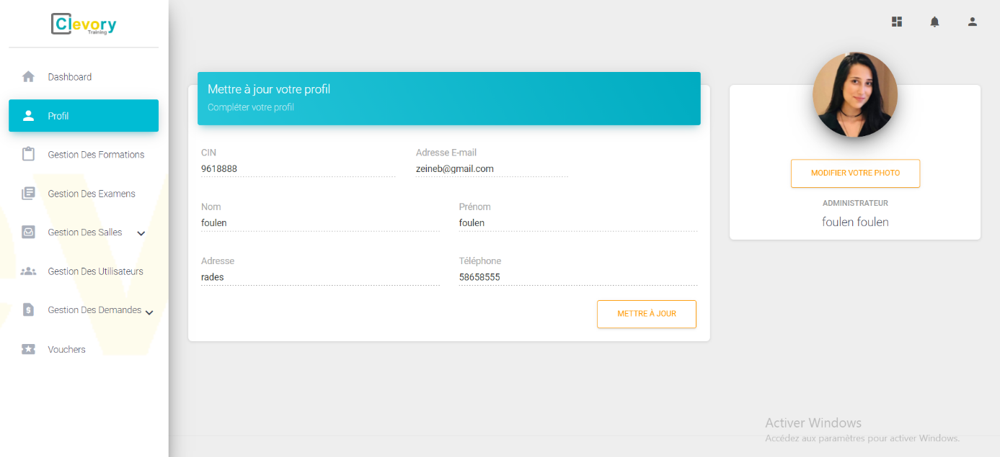 Clevory
Training
Dashboard
Profil
Gestion Des Formations
Gestion Des Examens
Gestion Des Salles
Gestion Des Utilisateurs
Gestion Des Demandes
Vouchers
Mettre à jour votre profil
Compléter votre profil
CIN
9618888
Adresse E-mail
zeineb@gmail.com
Nom
foulen
Prénom
foulen
Adresse
rades
Téléphone
58658555
METTRE À JOUR
MODIFIER VOTRE PHOTO
ADMINISTRATEUR
foulen foulen
Activer Windows
Accédez aux paramètres pour activer Windows.